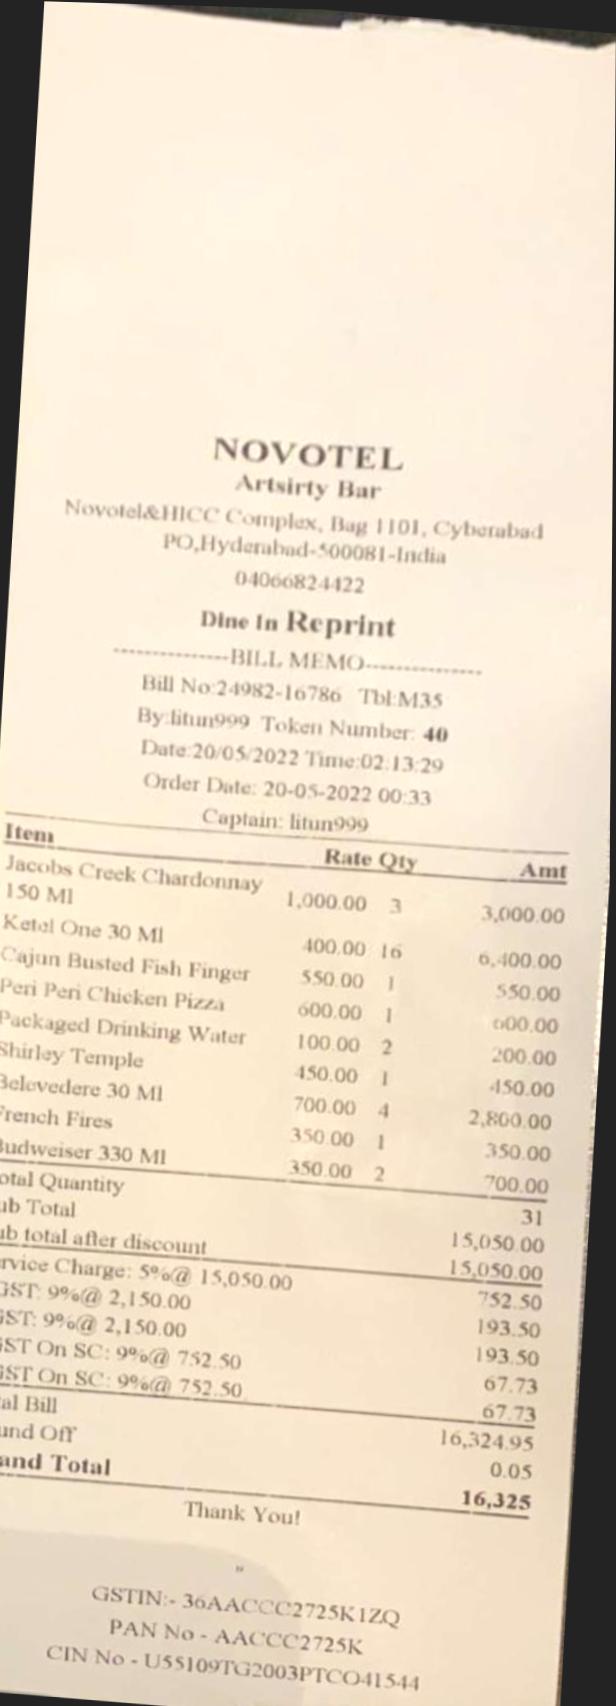 NOVOTEL
Artsirty Bar
Novotel&HICC Complex, Bag 1101, Cyberabad
PO,Hyderabad-500081-India
04066824422
Dine In Reprint
---------------BILL MEMO---------------
Bill No:24982-16786 Tbl:M35
By:litun999 Token Number: 40
Date:20/05/2022 Time:02:13:29
Order Date: 20-05-2022 00:33
Captain: litun999
Item Rate Qty Amt
Jacobs Creek Chardonnay
150 Ml 1,000.00 3 3,000.00
Ketel One 30 Ml 400.00 16 6,400.00
Cajun Busted Fish Finger 550.00 1 550.00
Peri Peri Chicken Pizza 600.00 1 600.00
Packaged Drinking Water 100.00 2 200.00
Shirley Temple 450.00 1 450.00
Belevedere 30 Ml 700.00 4 2,800.00
French Fires 350.00 1 350.00
Budweiser 330 Ml 350.00 2 700.00
otal Quantity 31
ub Total 15,050.00
ub total after discount 15,050.00
rvice Charge: 5%@ 15,050.00 752.50
GST: 9%@ 2,150.00 193.50
GST: 9%@ 2,150.00 193.50
GST On SC: 9%@ 752.50 67.73
GST On SC: 9%@ 752.50 67.73
al Bill 16,324.95
und Off 0.05
and Total 16,325
Thank You!
"
GSTIN:- 36AACCC2725K1ZQ
PAN No - AACCC2725K
CIN No - U55109TG2003PTCO41544